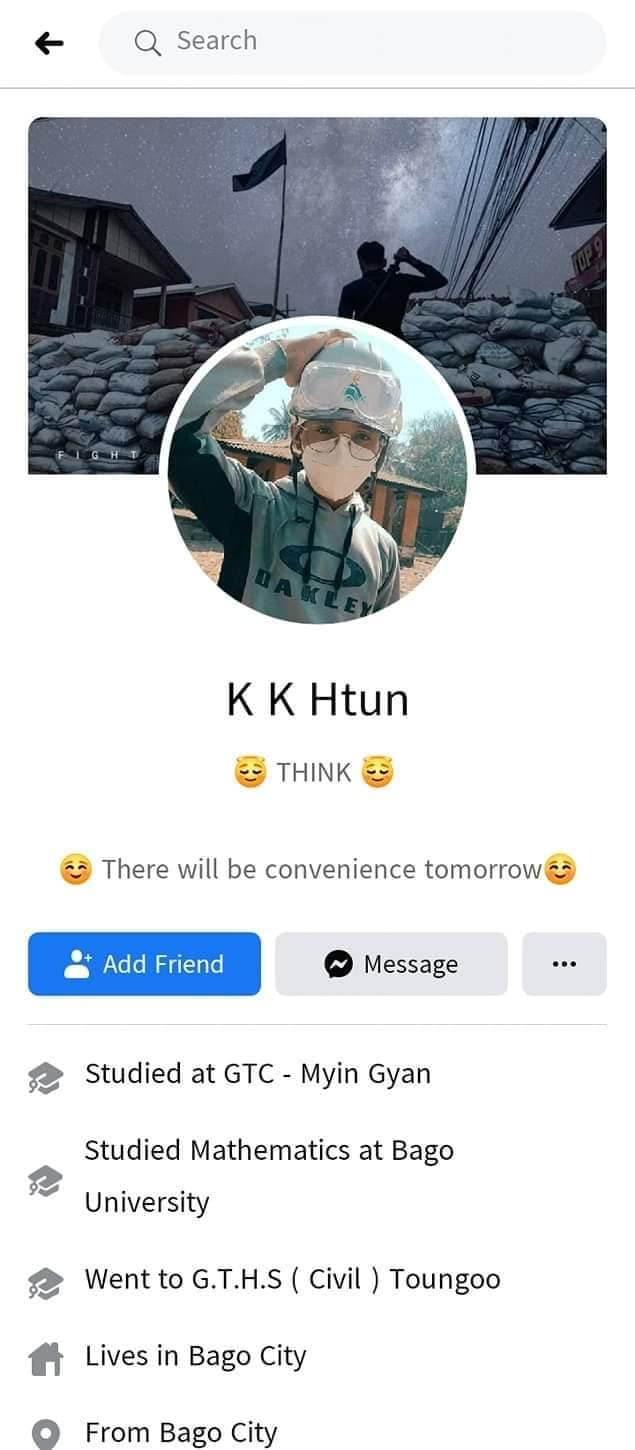 Search
TOP 9
FIGHT
OAKLEY
K K Htun
😇 THINK 😇
☺️ There will be convenience tomorrow☺️
Add Friend
Message
Studied at GTC - Myin Gyan
Studied Mathematics at Bago
University
Went to G.T.H.S ( Civil ) Toungoo
Lives in Bago City
From Bago City